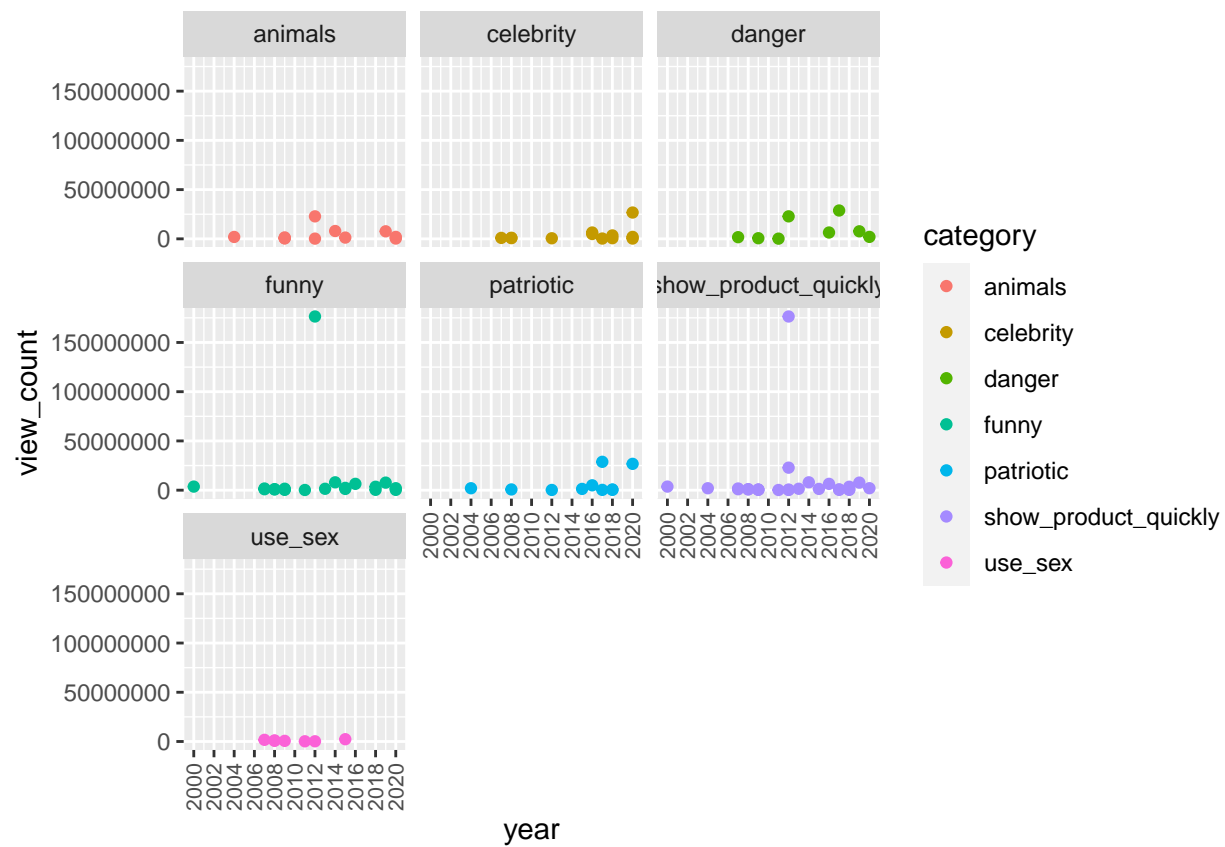 animals celebrity danger
150000000
100000000
50000000
0
funny patriotic show_product_quickly
150000000
100000000
50000000
0
2000 2002 2004 2006 2008 2010 2012 2014 2016 2018 2020
2000 2002 2004 2006 2008 2010 2012 2014 2016 2018 2020
use_sex
150000000
100000000
50000000
0
2000 2002 2004 2006 2008 2010 2012 2014 2016 2018 2020
year
view_count
category
animals
celebrity
danger
funny
patriotic
show_product_quickly
use_sex